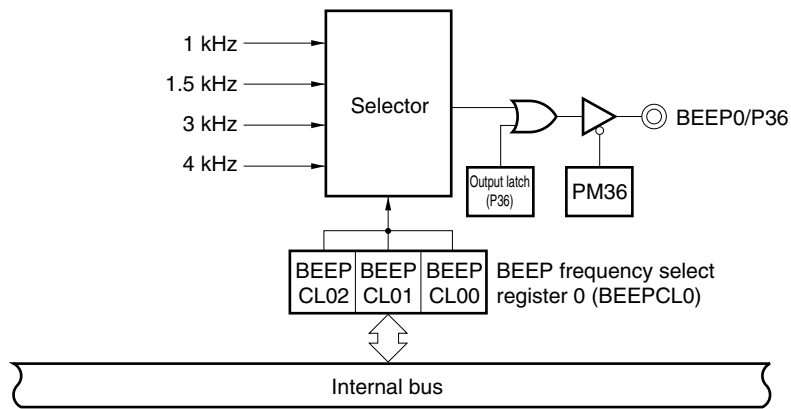 1 kHz
1.5 kHz
3 kHz
4 kHz
Selector
BEEP0/P36
Output latch
(P36)
PM36
BEEP
CL02
BEEP
CL01
BEEP
CL00
BEEP frequency select
register 0 (BEEPCL0)
Internal bus